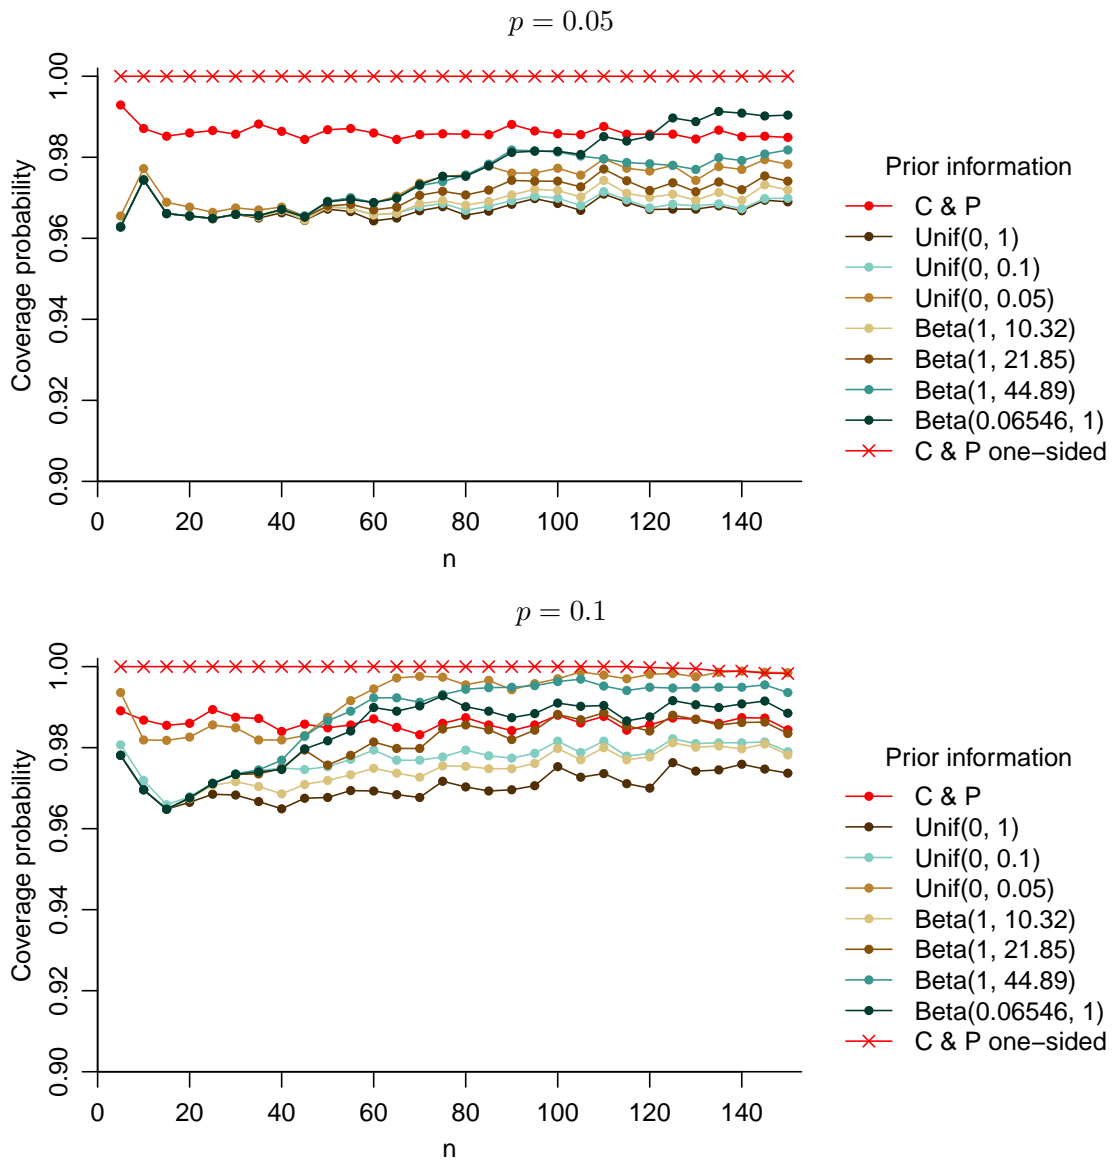 p = 0.05
Coverage probability
1.00
0.98
0.96
0.94
0.92
0.90
0 20 40 60 80 100 120 140
n
Prior information
C & P
Unif(0, 1)
Unif(0, 0.1)
Unif(0, 0.05)
Beta(1, 10.32)
Beta(1, 21.85)
Beta(1, 44.89)
Beta(0.06546, 1)
C & P one−sided
p = 0.1
Coverage probability
1.00
0.98
0.96
0.94
0.92
0.90
0 20 40 60 80 100 120 140
n
Prior information
C & P
Unif(0, 1)
Unif(0, 0.1)
Unif(0, 0.05)
Beta(1, 10.32)
Beta(1, 21.85)
Beta(1, 44.89)
Beta(0.06546, 1)
C & P one−sided